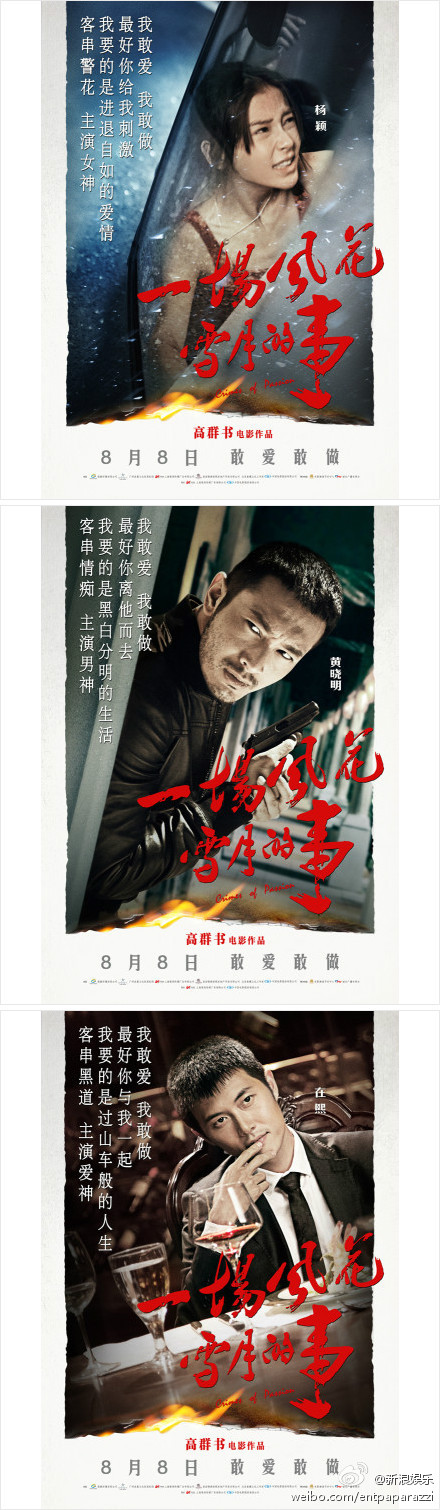 我敢爱 我敢做
最好你给我刺激
我要的是进退自如的爱情
客串警花 主演女神
杨颖
一場风花
雪月的事
Crimes of Passion
高群书电影作品
8月8日 敢爱敢做
我敢爱 我敢做
最好你离他而去
我要的是黑白分明的生活
客串情痴 主演男神
黄晓明
一場风花
雪月的事
Crimes of Passion
高群书电影作品
8月8日 敢爱敢做
我敢爱 我敢做
最好你与我一起
我要的是过山车般的人生
客串黑道 主演爱神
在熙
一場风花
雪月的事
Crimes of Passion
高群书电影作品
8月8日 敢爱敢做
@新浪娱乐
weibo.com/entpaparazzi